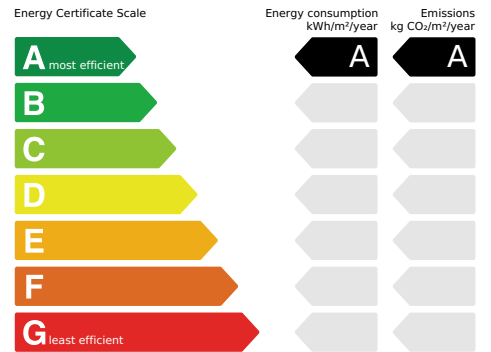 Energy Certificate Scale
Energy consumption
kWh/m²/year
Emissions
kg CO₂/m²/year
A most efficient
A
A
B
C
D
E
F
G least efficient